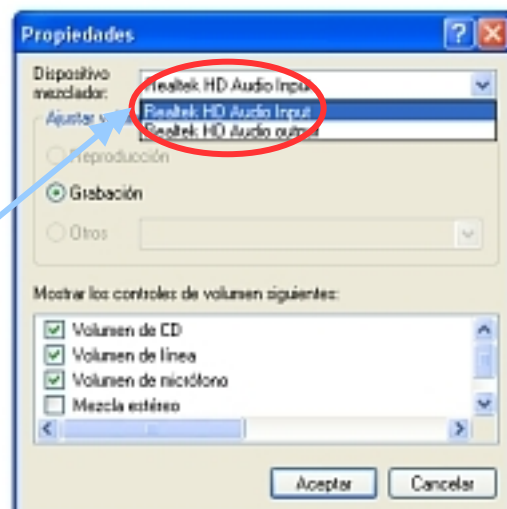 Propiedades
Dispositivo
mezclador:
Realtek HD Audio Input
Realtek HD Audio Input
Realtek HD Audio output
Ajustar
Reproducción
Grabación
Otros
Mostrar los controles de volumen siguientes:
Volumen de CD
Volumen de línea
Volumen de micrófono
Mezcla estéreo
Aceptar
Cancelar